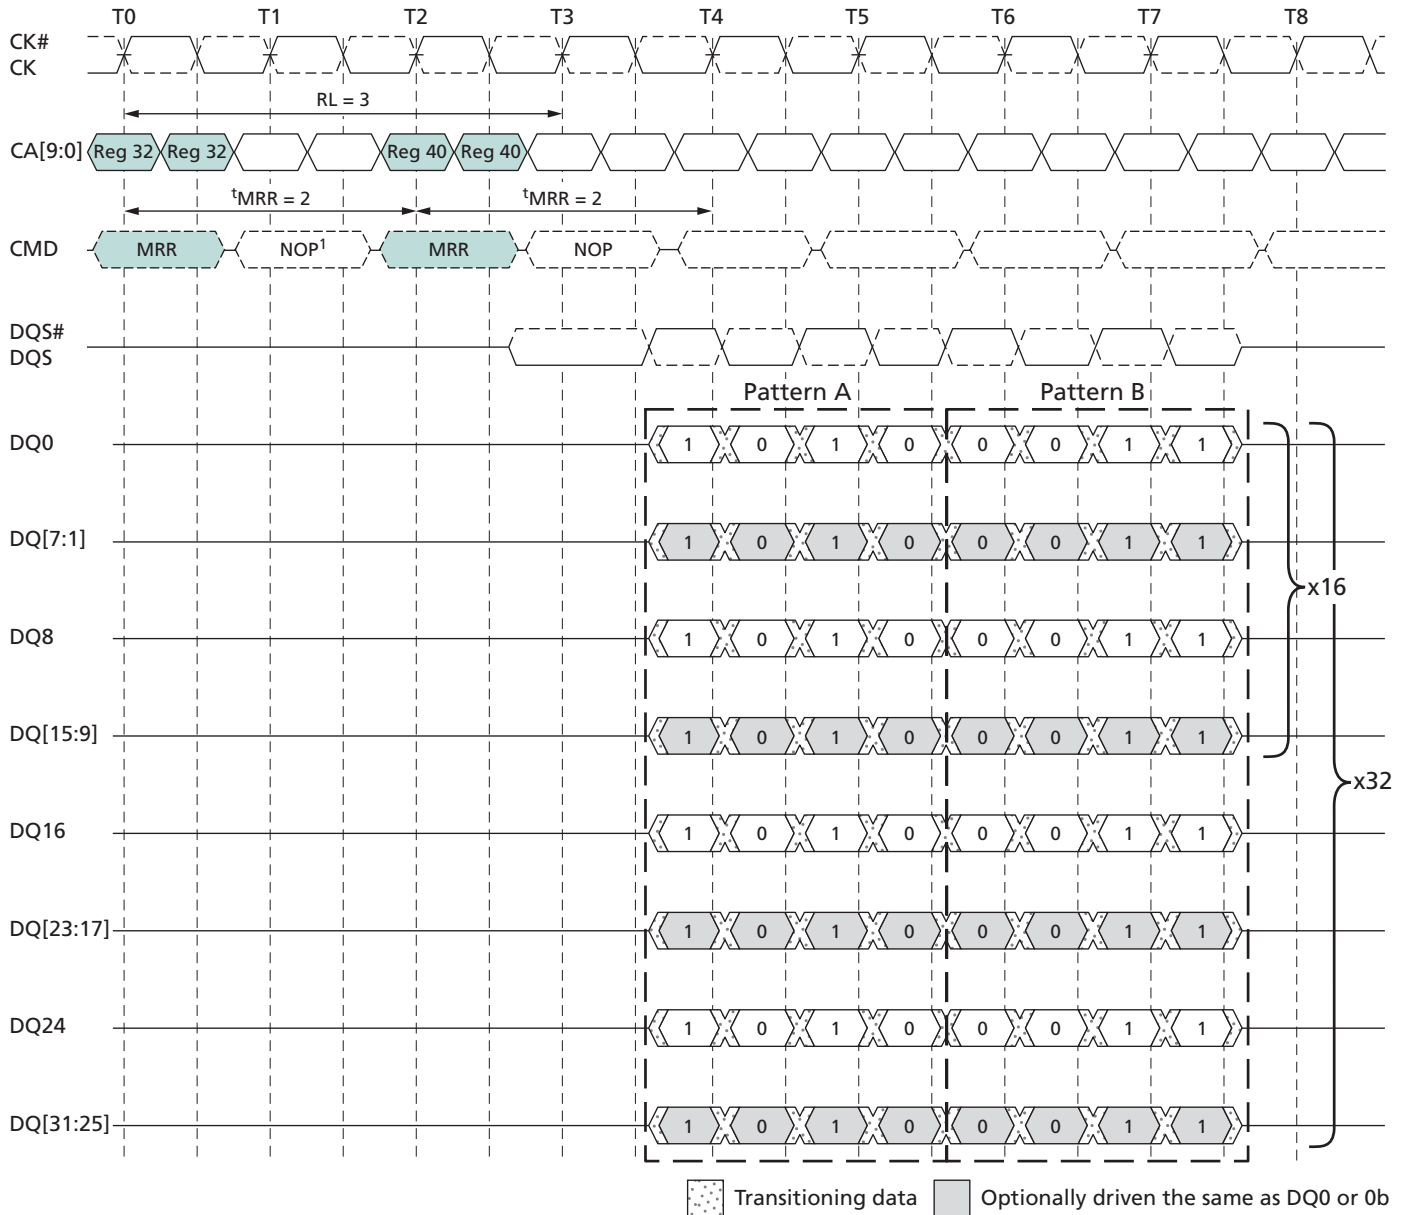 T0 T1 T2 T3 T4 T5 T6 T7 T8
CK#
CK
RL = 3
CA[9:0] Reg 32 Reg 32 Reg 40 Reg 40
tMRR = 2 tMRR = 2
CMD MRR NOP1 MRR NOP
DQS#
DQS
Pattern A Pattern B
DQ0 1 0 1 0 0 0 1 1
DQ[7:1] 1 0 1 0 0 0 1 1
x16
DQ8 1 0 1 0 0 0 1 1
DQ[15:9] 1 0 1 0 0 0 1 1
x32
DQ16 1 0 1 0 0 0 1 1
DQ[23:17] 1 0 1 0 0 0 1 1
DQ24 1 0 1 0 0 0 1 1
DQ[31:25] 1 0 1 0 0 0 1 1
Transitioning data Optionally driven the same as DQ0 or 0b